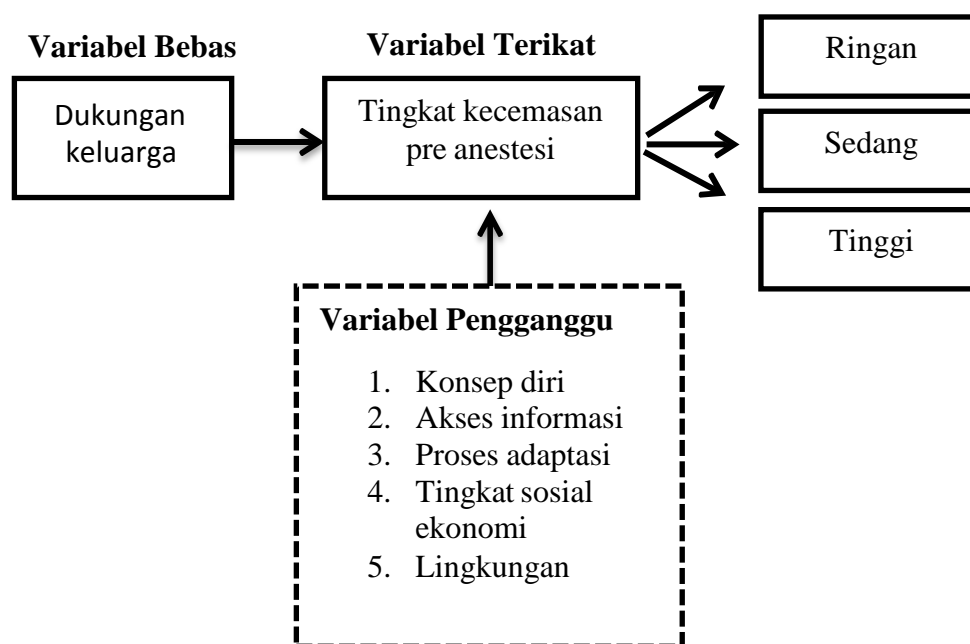 Variabel Bebas
Dukungan
keluarga
Variabel Terikat
Tingkat kecemasan
pre anestesi
Ringan
Sedang
Tinggi
Variabel Pengganggu
1. Konsep diri
2. Akses informasi
3. Proses adaptasi
4. Tingkat sosial
ekonomi
5. Lingkungan